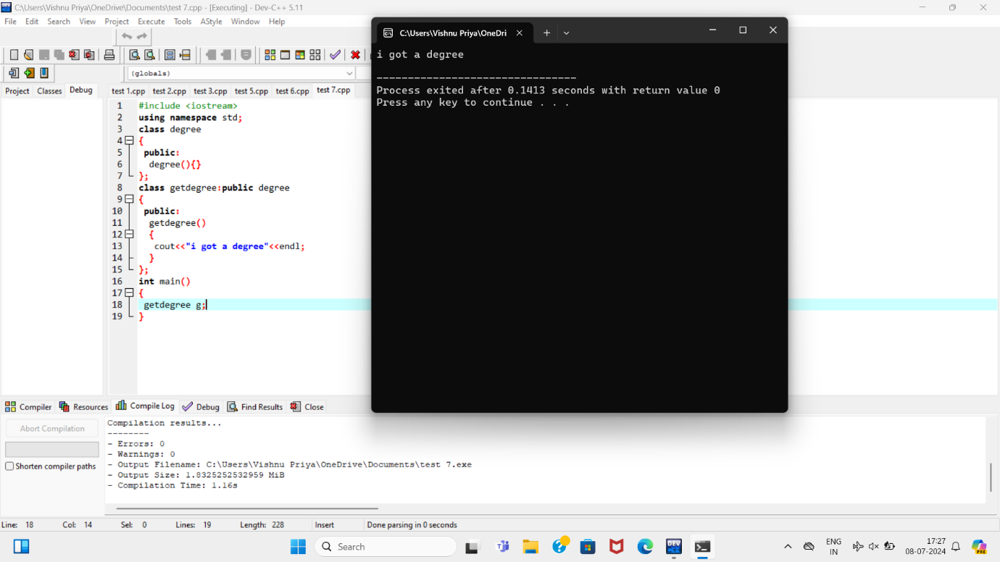 C:\Users\Vishnu Priya\OneDrive\Documents\test 7.cpp - [Executing] - Dev-C++ 5.11
File Edit Search View Project Execute Tools AStyle Window Help
(globals)
Project Classes Debug
test 1.cpp test 2.cpp test 3.cpp test 5.cpp test 6.cpp test 7.cpp
1 #include <iostream>
2 using namespace std;
3 class degree
4 {
5 public:
6 degree(){}
7 };
8 class getdegree:public degree
9 {
10 public:
11 getdegree()
12 {
13 cout<<"i got a degree"<<endl;
14 }
15 };
16 int main()
17 {
18 getdegree g;
19 }
C:\Users\Vishnu Priya\OneDri
i got a degree
--------------------------------
Process exited after 0.1413 seconds with return value 0
Press any key to continue . . .
Compiler Resources Compile Log Debug Find Results Close
Abort Compilation
Shorten compiler paths
Compilation results...
--------
- Errors: 0
- Warnings: 0
- Output Filename: C:\Users\Vishnu Priya\OneDrive\Documents\test 7.exe
- Output Size: 1.8325252532959 MiB
- Compilation Time: 1.16s
Line: 18 Col: 14 Sel: 0 Lines: 19 Length: 228 Insert Done parsing in 0 seconds
Search
DEV
ENG
IN
17:27
08-07-2024
PRE